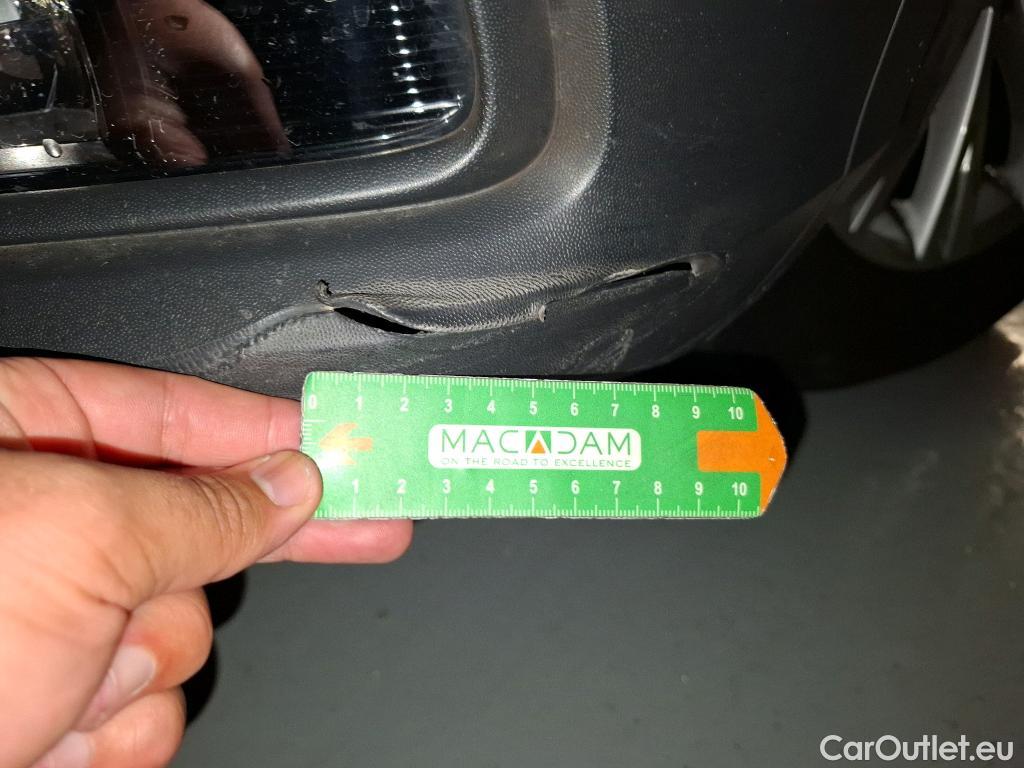 0 1 2 3 4 5 6 7 8 9 10
MACADAM
ON THE ROAD TO EXCELLENCE
1 2 3 4 5 6 7 8 9 10
CarOutlet.eu